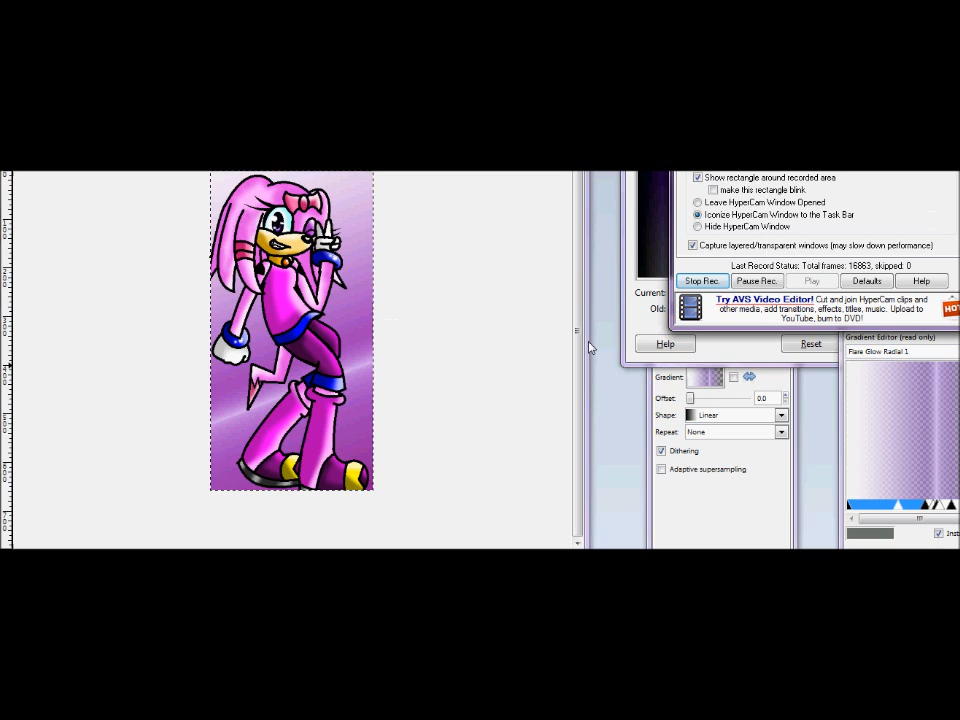 Show rectangle around recorded area
make this rectangle blink
Leave HyperCam Window Opened
Iconize HyperCam Window to the Task Bar
Hide HyperCam Window
Capture layered/transparent windows (may slow down performance)
Last Record Status: Total frames: 16863, skipped: 0
Stop Rec.
Pause Rec.
Play
Defaults
Help
Try AVS Video Editor! Cut and join HyperCam clips and
other media, add transitions, effects, titles, music. Upload to
YouTube, burn to DVD!
HOT
Current:
Old:
Help
Reset
Gradient Editor (read only)
Flare Glow Radial 1
Gradient:
Offset:
0.0
Shape:
Linear
Repeat:
None
Dithering
Adaptive supersampling
Inst